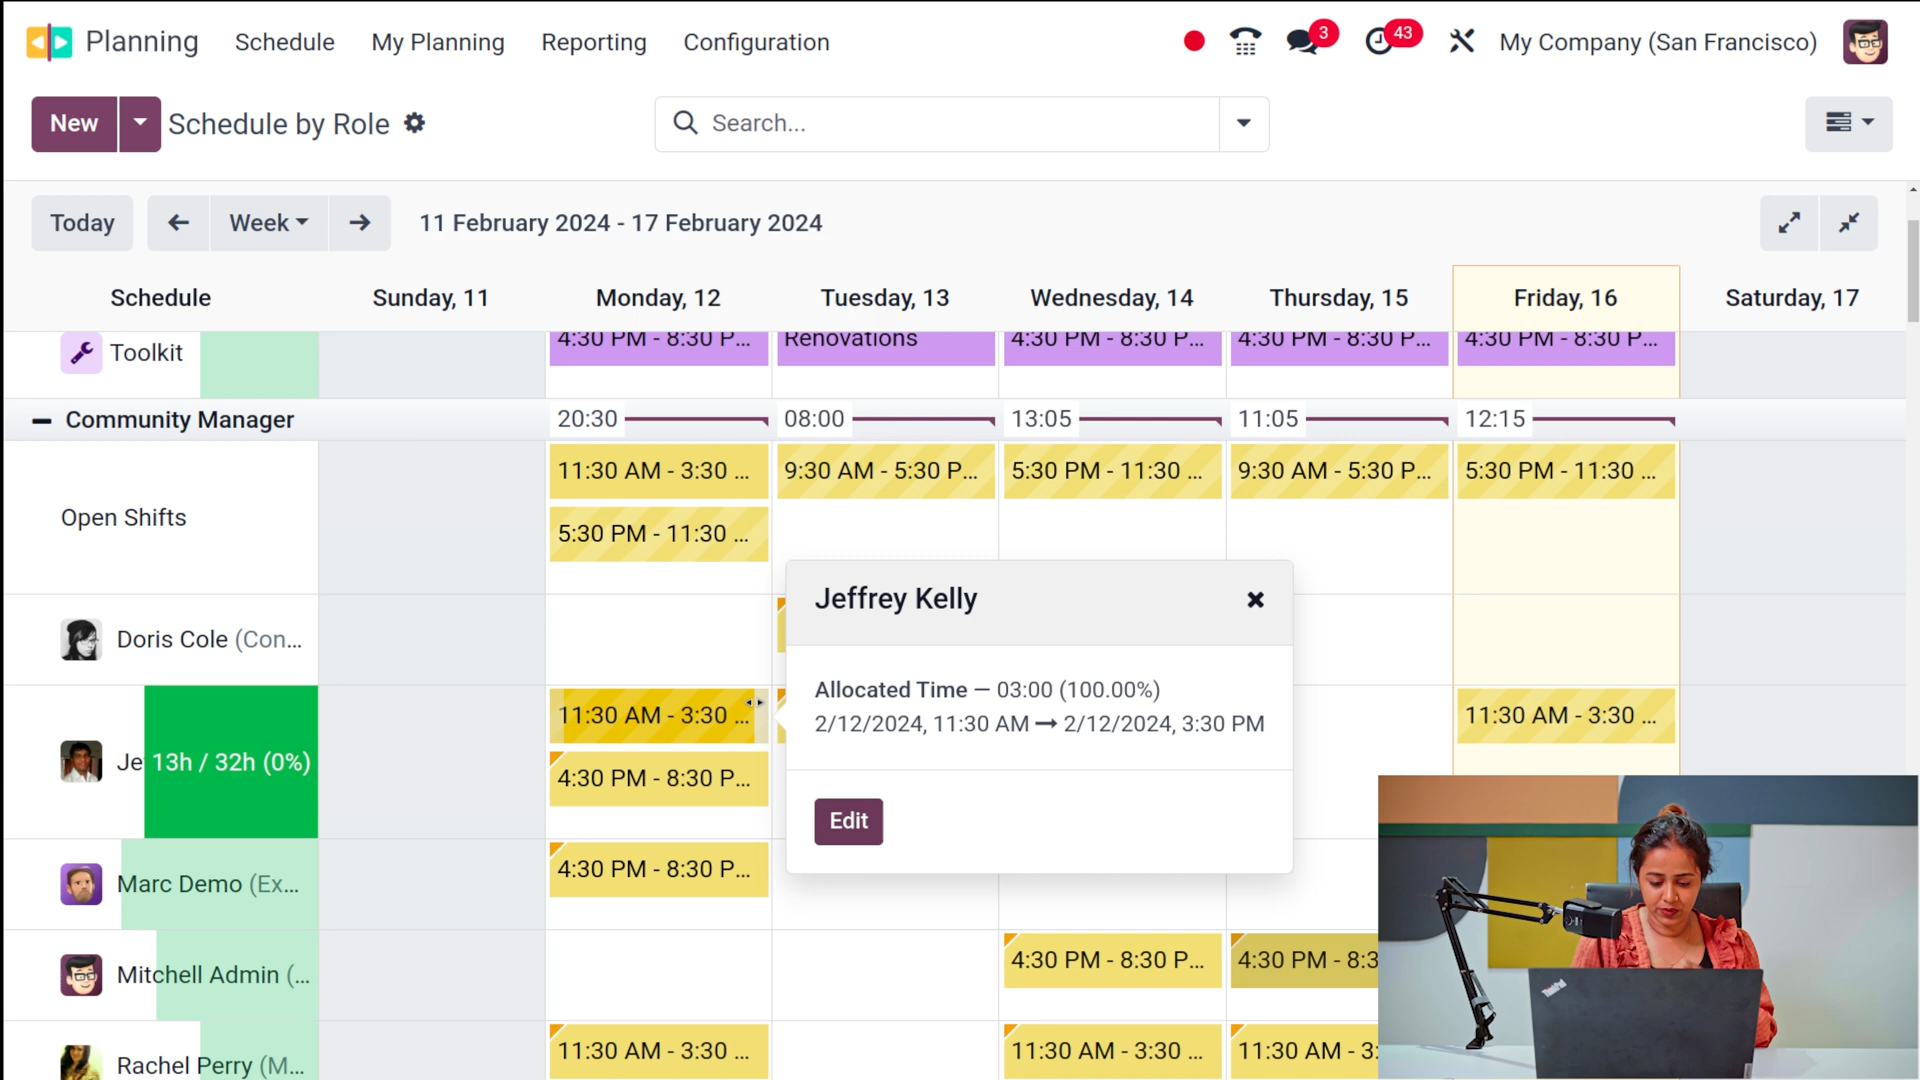 Planning Schedule My Planning Reporting Configuration 3 43 My Company (San Francisco)
New Schedule by Role Search...
Today Week 11 February 2024 - 17 February 2024
Schedule Sunday, 11 Monday, 12 Tuesday, 13 Wednesday, 14 Thursday, 15 Friday, 16 Saturday, 17
Toolkit 4:30 PM - 8:30 P... Renovations 4:30 PM - 8:30 P... 4:30 PM - 8:30 P... 4:30 PM - 8:30 P...
Community Manager 20:30 08:00 13:05 11:05 12:15
11:30 AM - 3:30 ... 9:30 AM - 5:30 P... 5:30 PM - 11:30 ... 9:30 AM - 5:30 P... 5:30 PM - 11:30 ...
Open Shifts 5:30 PM - 11:30 ...
Jeffrey Kelly
Doris Cole (Con...
Allocated Time — 03:00 (100.00%)
11:30 AM - 3:30 ... 2/12/2024, 11:30 AM → 2/12/2024, 3:30 PM 11:30 AM - 3:30 ...
Je 13h / 32h (0%) 4:30 PM - 8:30 P...
Edit
Marc Demo (Ex... 4:30 PM - 8:30 P...
Mitchell Admin (... 4:30 PM - 8:30 P... 4:30 PM - 8:3
Rachel Perry (M... 11:30 AM - 3:30 ... 11:30 AM - 3:30 ... 11:30 AM - 3:
ThinkPad